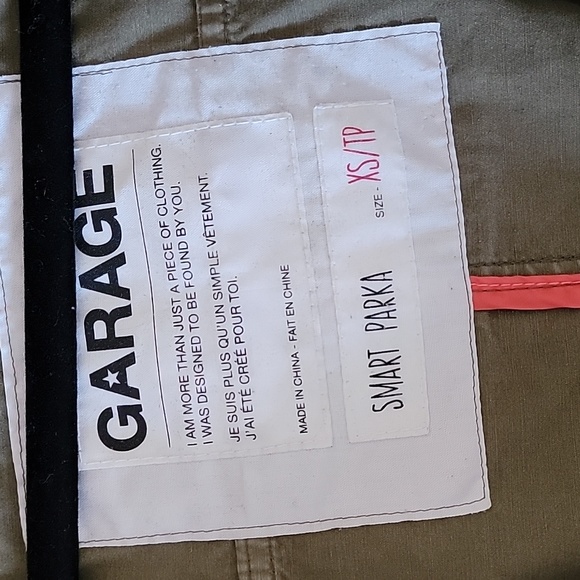 GARAGE
I AM MORE THAN JUST A PIECE OF CLOTHING.
I WAS DESIGNED TO BE FOUND BY YOU.
JE SUIS PLUS QU'UN SIMPLE VÊTEMENT.
J'AI ÉTÉ CRÉÉ POUR TOI.
MADE IN CHINA - FAIT EN CHINE
SMART PARKA SIZE - XS/TP